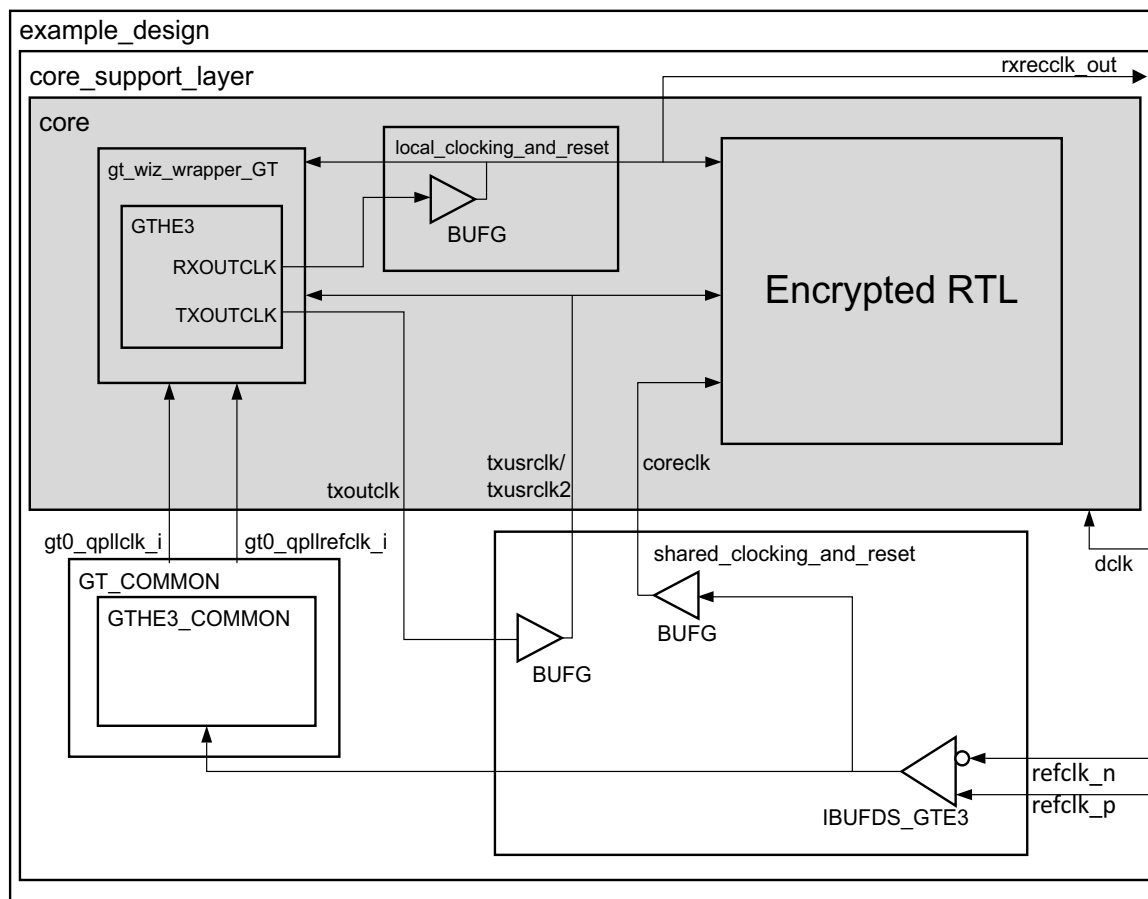 example_design
core_support_layer
rxrecclk_out
core
local_clocking_and_reset
gt_wiz_wrapper_GT
GTHE3
BUFG
RXOUTCLK
TXOUTCLK
Encrypted RTL
txusrclk/
txusrclk2
coreclk
txoutclk
gt0_qpllclk_i
gt0_qpllrefclk_i
shared_clocking_and_reset
dclk
GT_COMMON
GTHE3_COMMON
BUFG
BUFG
refclk_n
refclk_p
IBUFDS_GTE3